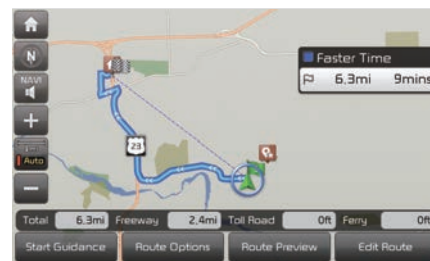 Faster Time
N
6.3mi 9mins
NAVI
1
+
23
Auto
−
Total 6.3mi Freeway 2.4mi Toll Road 0ft Ferry 0ft
Start Guidance Route Options Route Preview Edit Route